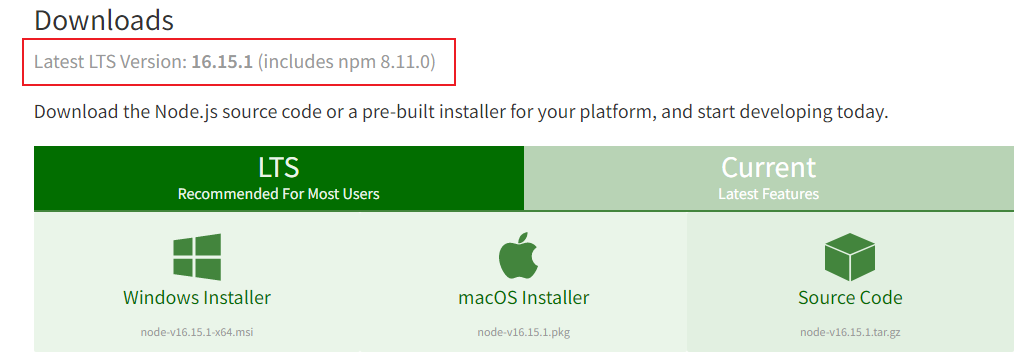 Downloads
Latest LTS Version: 16.15.1 (includes npm 8.11.0)
Download the Node.js source code or a pre-built installer for your platform, and start developing today.
LTS
Recommended For Most Users
Current
Latest Features
Windows Installer
node-v16.15.1-x64.msi
macOS Installer
node-v16.15.1.pkg
Source Code
node-v16.15.1.tar.gz